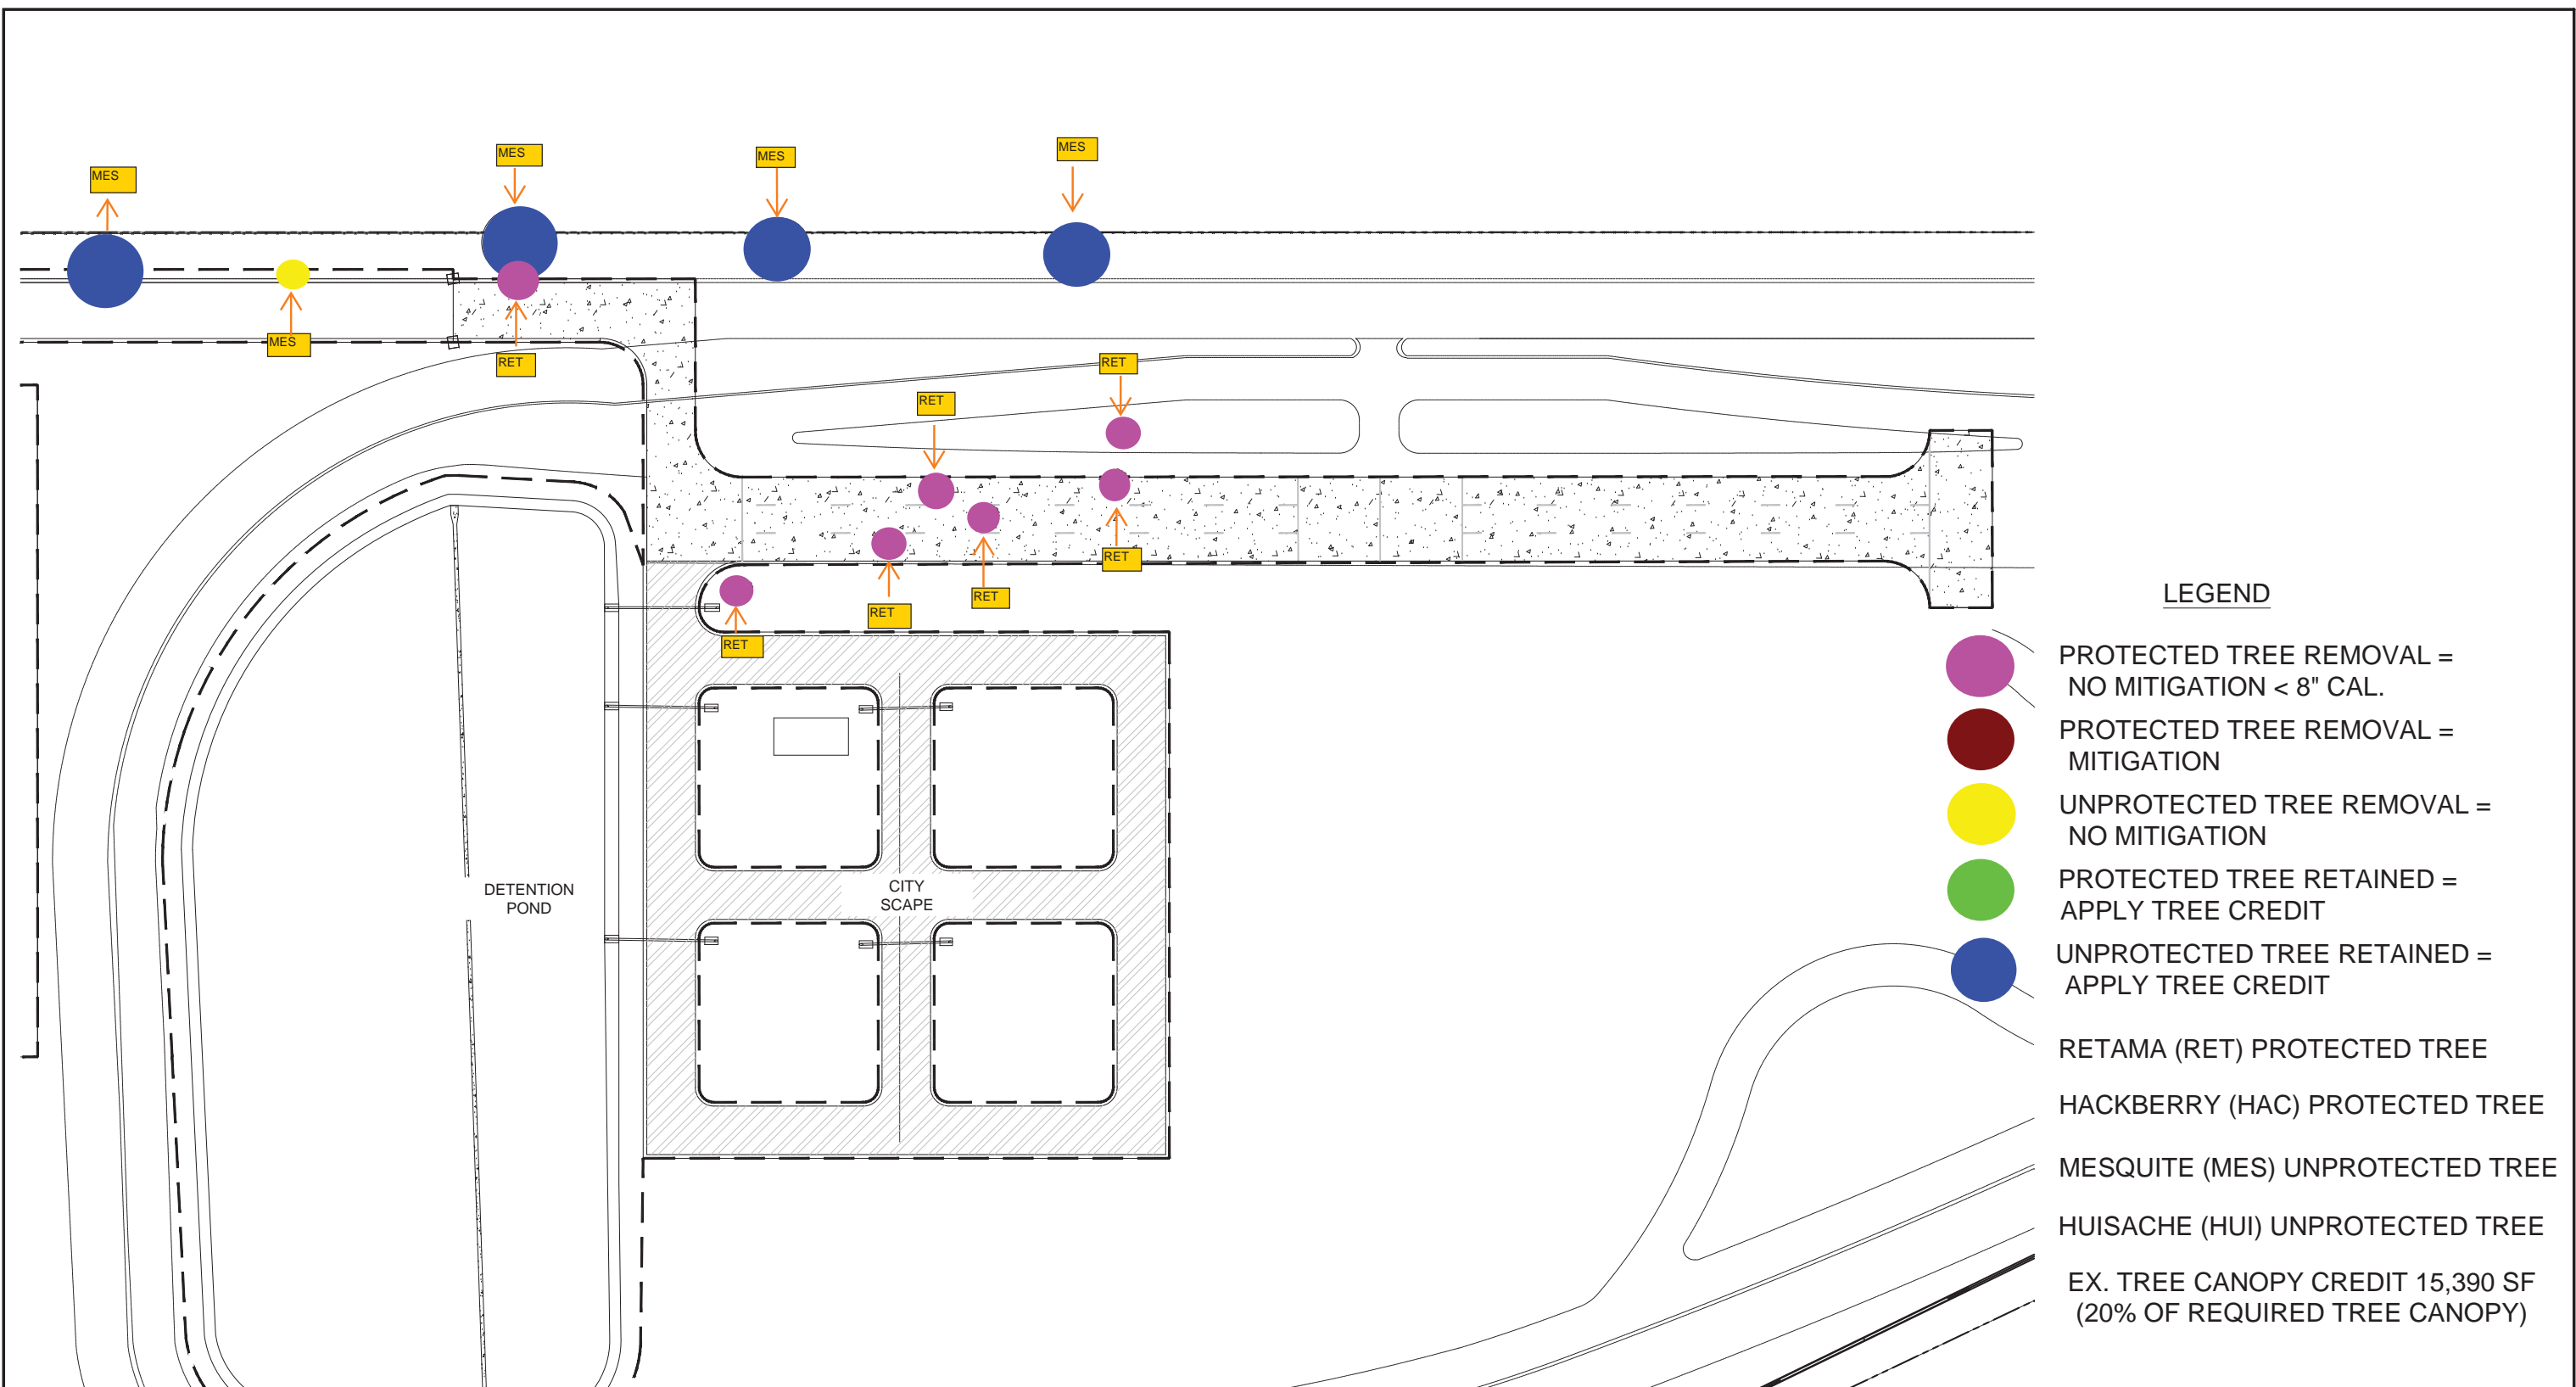 MES
MES
MES
MES
MES
RET
RET
RET
RET
RET
RET
RET
DETENTION
POND
CITY
SCAPE
LEGEND
PROTECTED TREE REMOVAL =
NO MITIGATION < 8" CAL.
PROTECTED TREE REMOVAL =
MITIGATION
UNPROTECTED TREE REMOVAL =
NO MITIGATION
PROTECTED TREE RETAINED =
APPLY TREE CREDIT
UNPROTECTED TREE RETAINED =
APPLY TREE CREDIT
RETAMA (RET) PROTECTED TREE
HACKBERRY (HAC) PROTECTED TREE
MESQUITE (MES) UNPROTECTED TREE
HUISACHE (HUI) UNPROTECTED TREE
EX. TREE CANOPY CREDIT 15,390 SF
(20% OF REQUIRED TREE CANOPY)